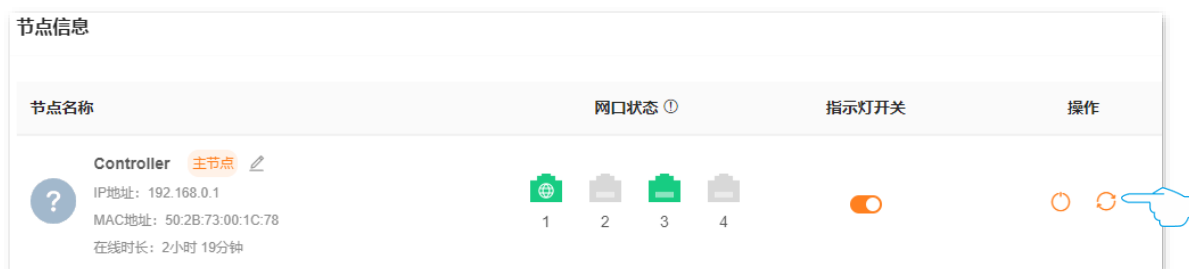 节点信息
节点名称 网口状态 指示灯开关 操作
Controller 主节点
IP地址：192.168.0.1
MAC地址：50:2B:73:00:1C:78
在线时长：2小时 19分钟
1 2 3 4